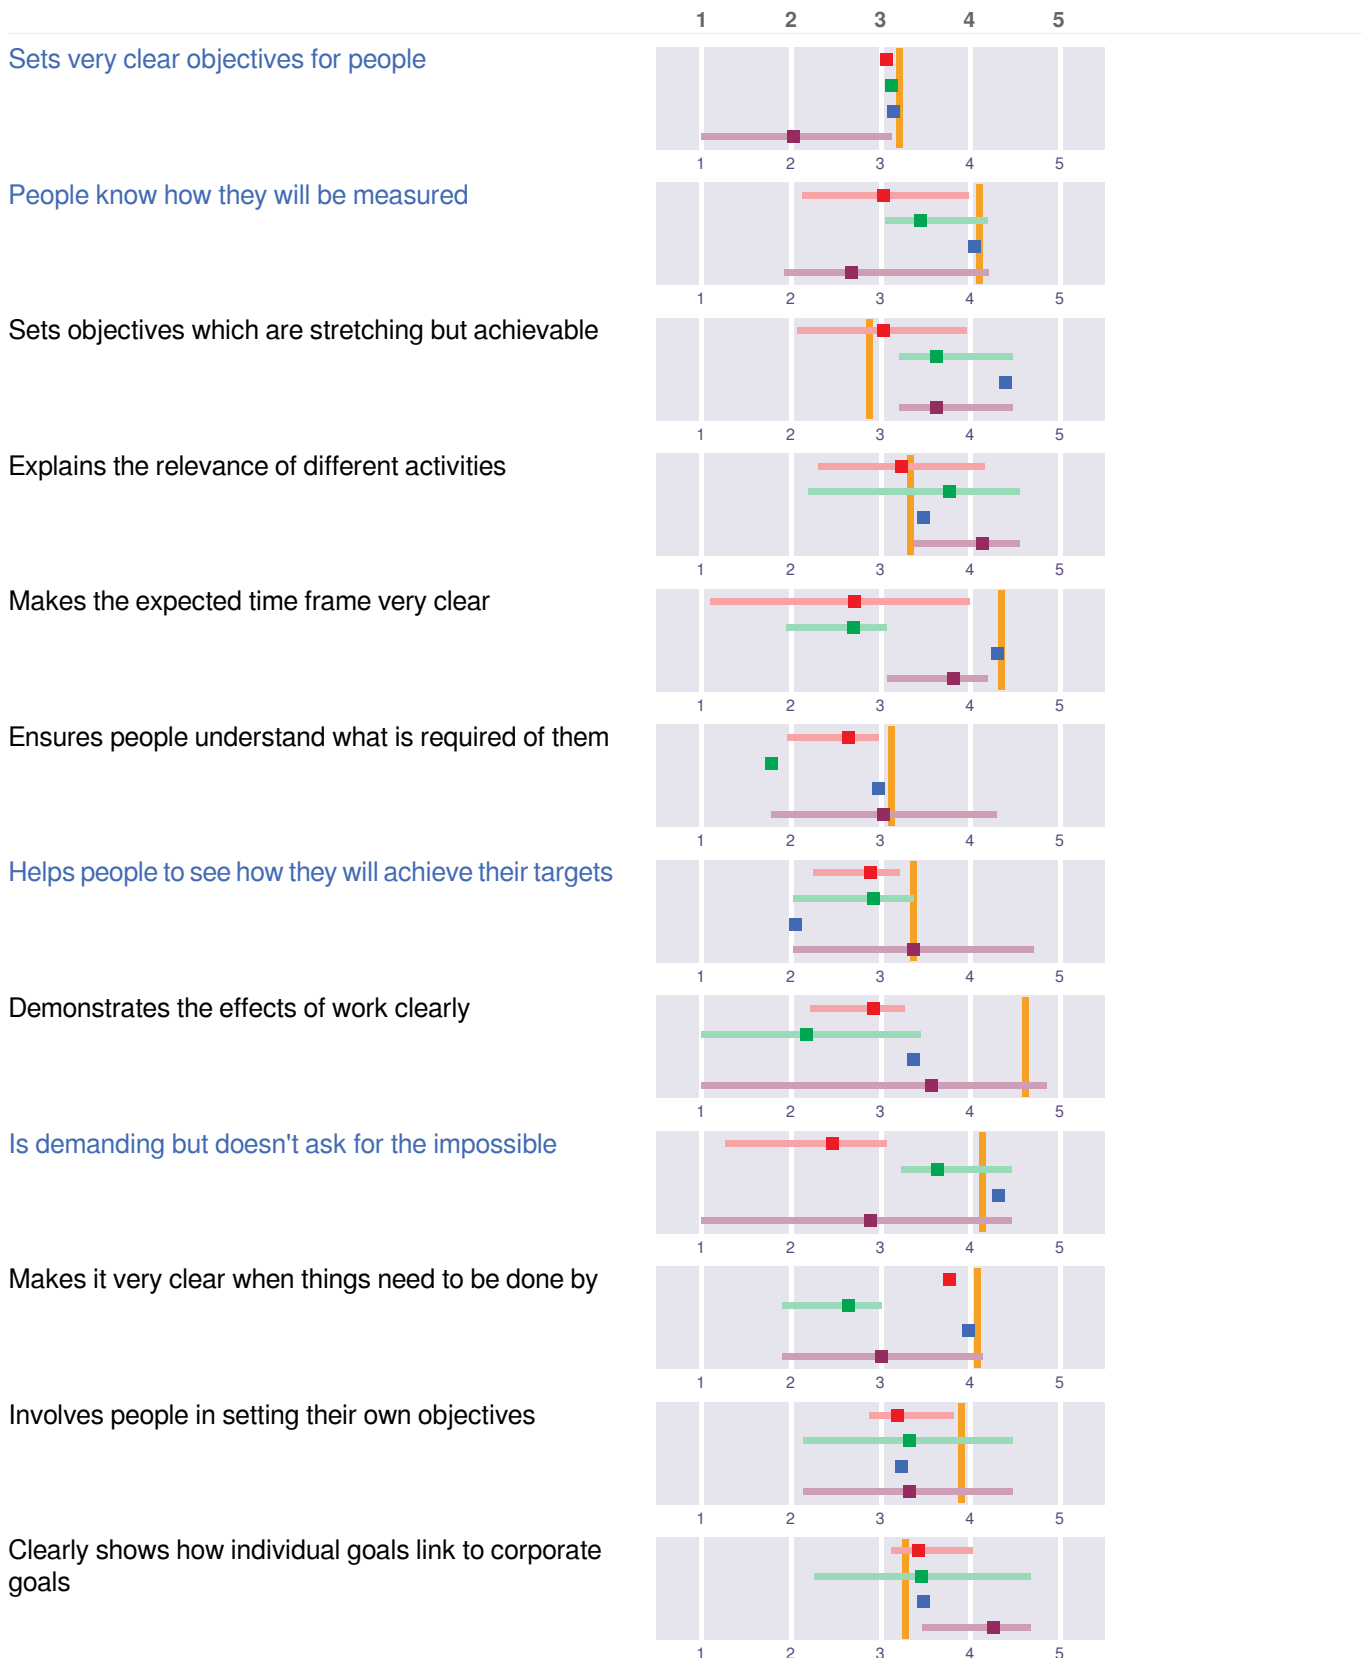 1 2 3 4 5
Sets very clear objectives for people
1 2 3 4 5
People know how they will be measured
1 2 3 4 5
Sets objectives which are stretching but achievable
1 2 3 4 5
Explains the relevance of different activities
1 2 3 4 5
Makes the expected time frame very clear
1 2 3 4 5
Ensures people understand what is required of them
1 2 3 4 5
Helps people to see how they will achieve their targets
1 2 3 4 5
Demonstrates the effects of work clearly
1 2 3 4 5
Is demanding but doesn't ask for the impossible
1 2 3 4 5
Makes it very clear when things need to be done by
1 2 3 4 5
Involves people in setting their own objectives
1 2 3 4 5
Clearly shows how individual goals link to corporate
goals
1 2 3 4 5